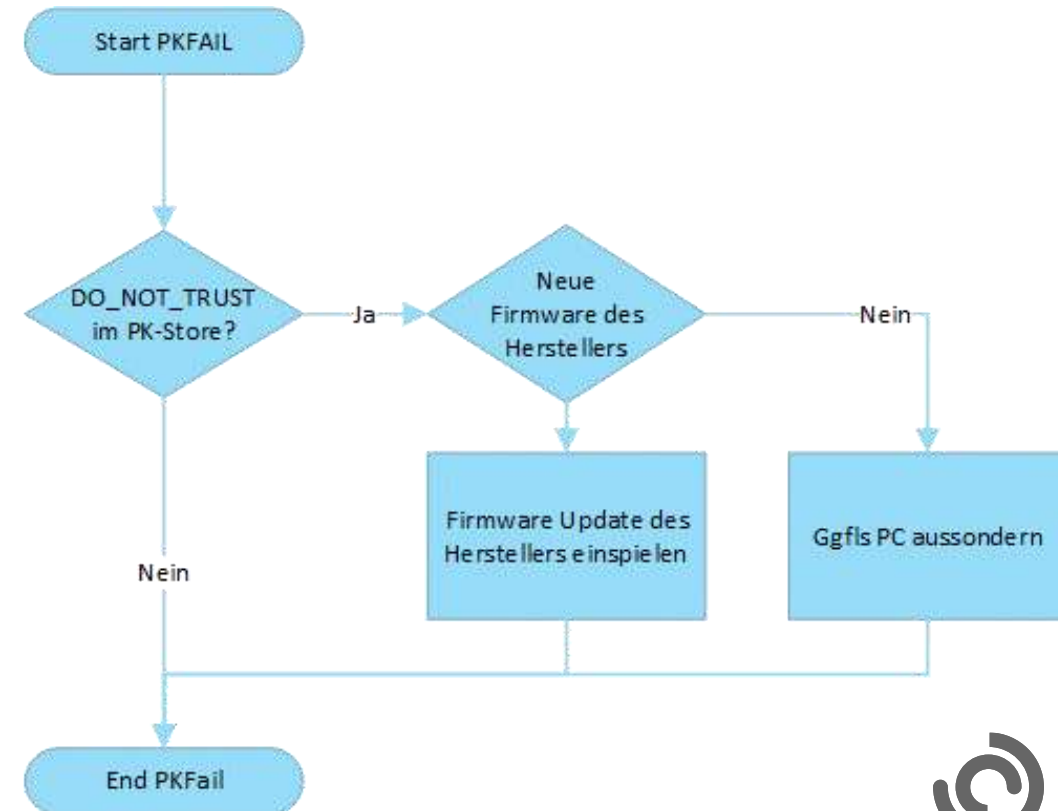 Start PKFAIL
DO_NOT_TRUST
im PK-Store?
Ja
Neue
Firmware des
Herstellers
Nein
Firmware Update des
Herstellers einspielen
Ggfls PC aussondern
Nein
End PKFail